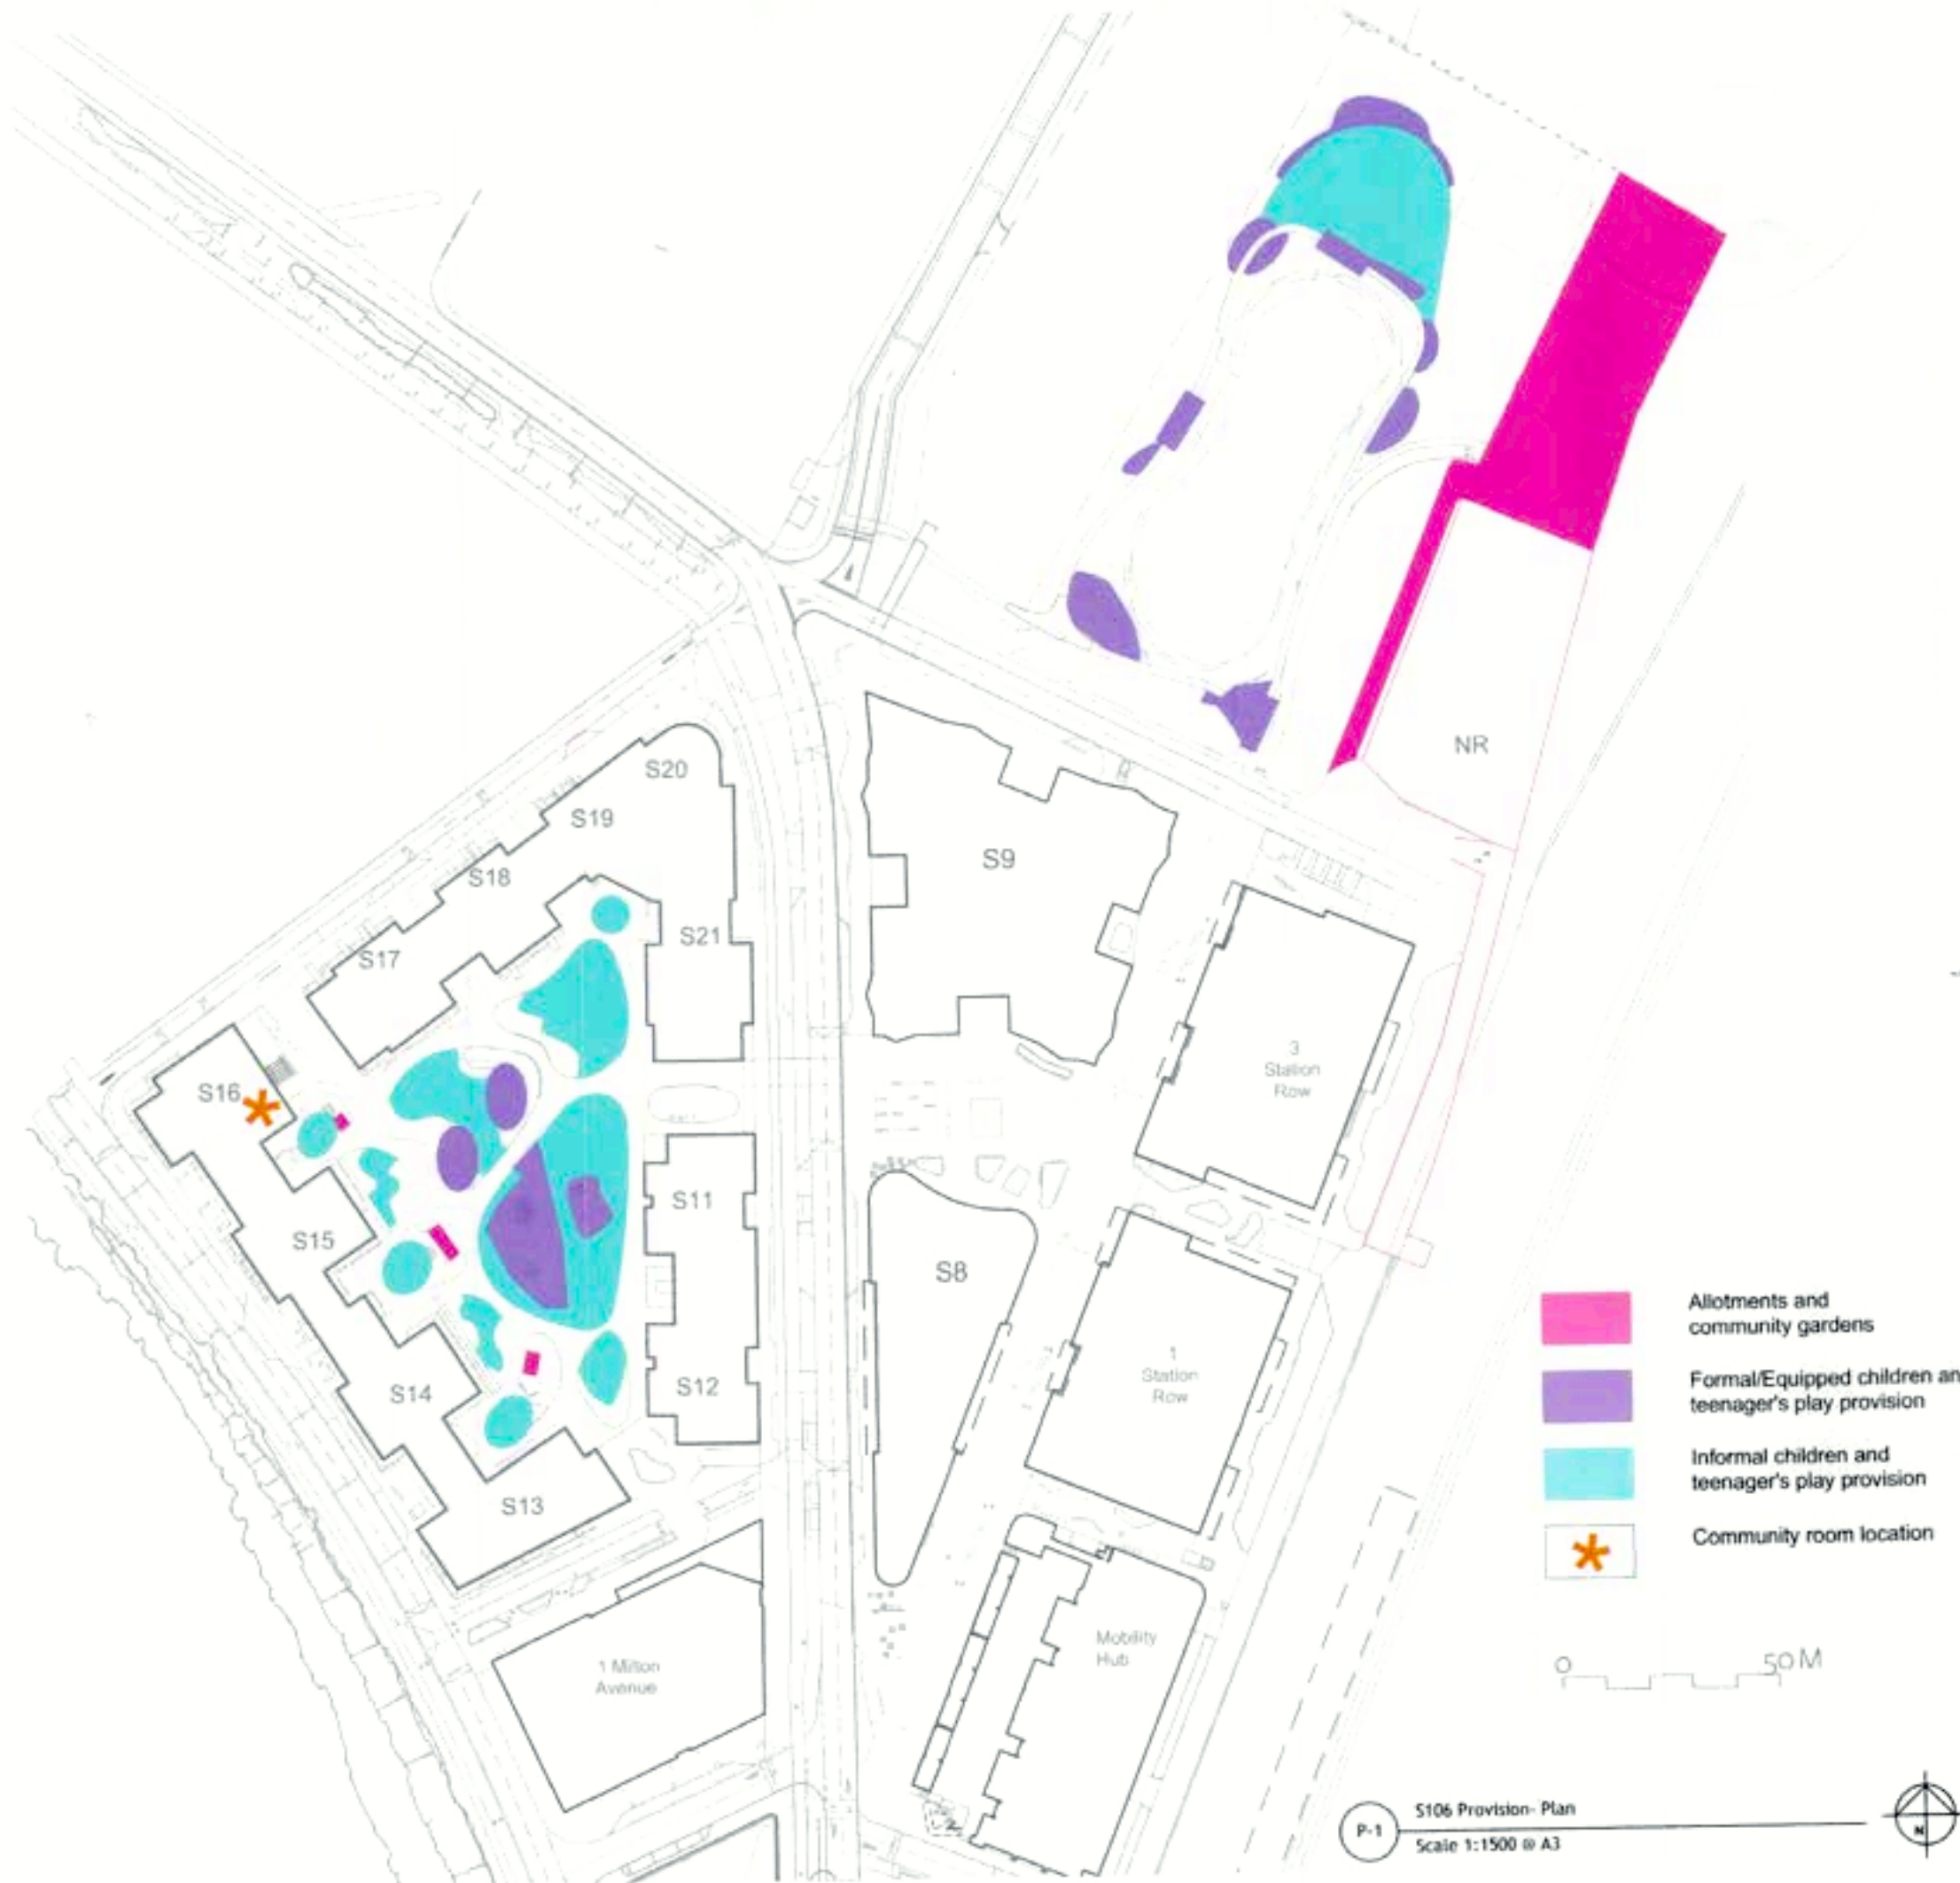 S20
S19
S18
S17
S21
S16
S15
S14
S13
S11
S12
S9
S8
NR
3
Station
Row
1
Station
Row
Mobility
Hub
1 Milton
Avenue
Allotments and
community gardens
Formal/Equipped children an
teenager's play provision
Informal children and
teenager's play provision
Community room location
0 50M
P-1
S106 Provision- Plan
Scale 1:1500 @ A3
N